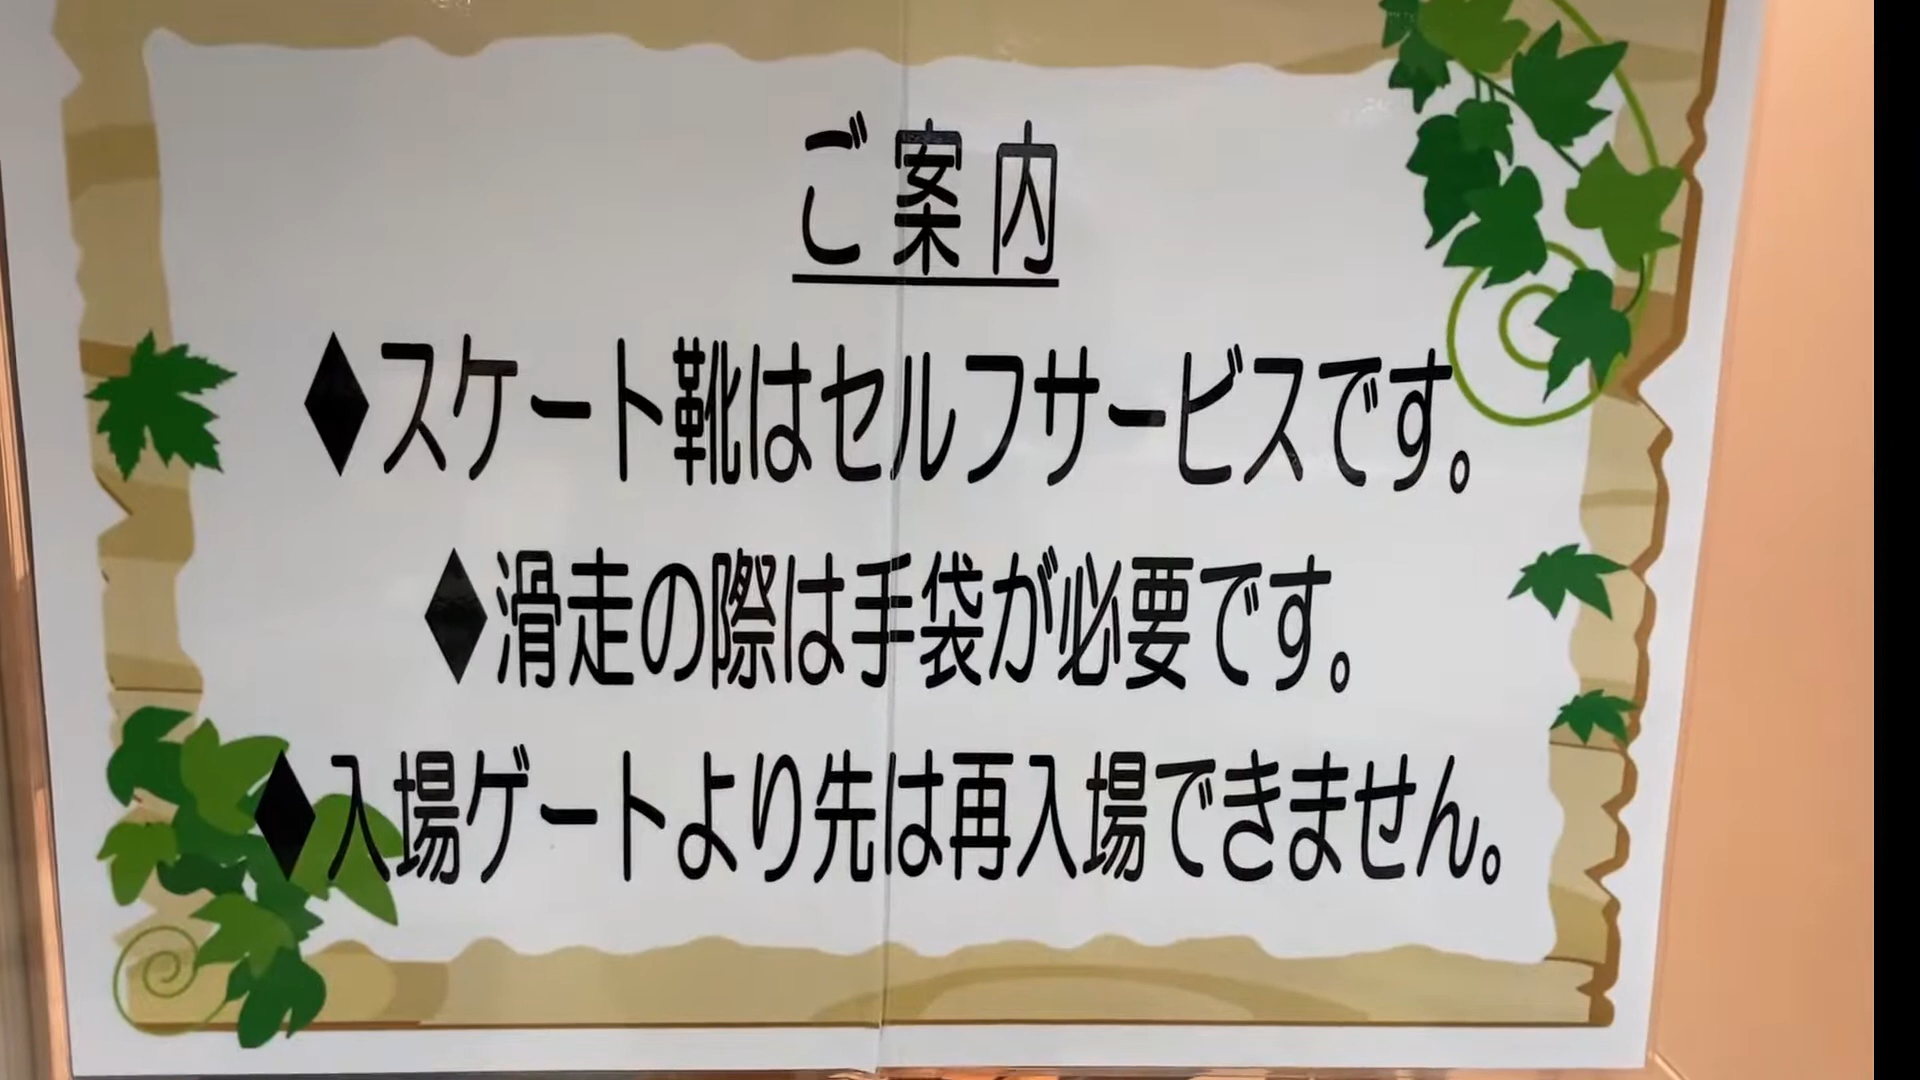 ご案内
♦スケート靴はセルフサービスです。
♦滑走の際は手袋が必要です。
♦入場ゲートより先は再入場できません。